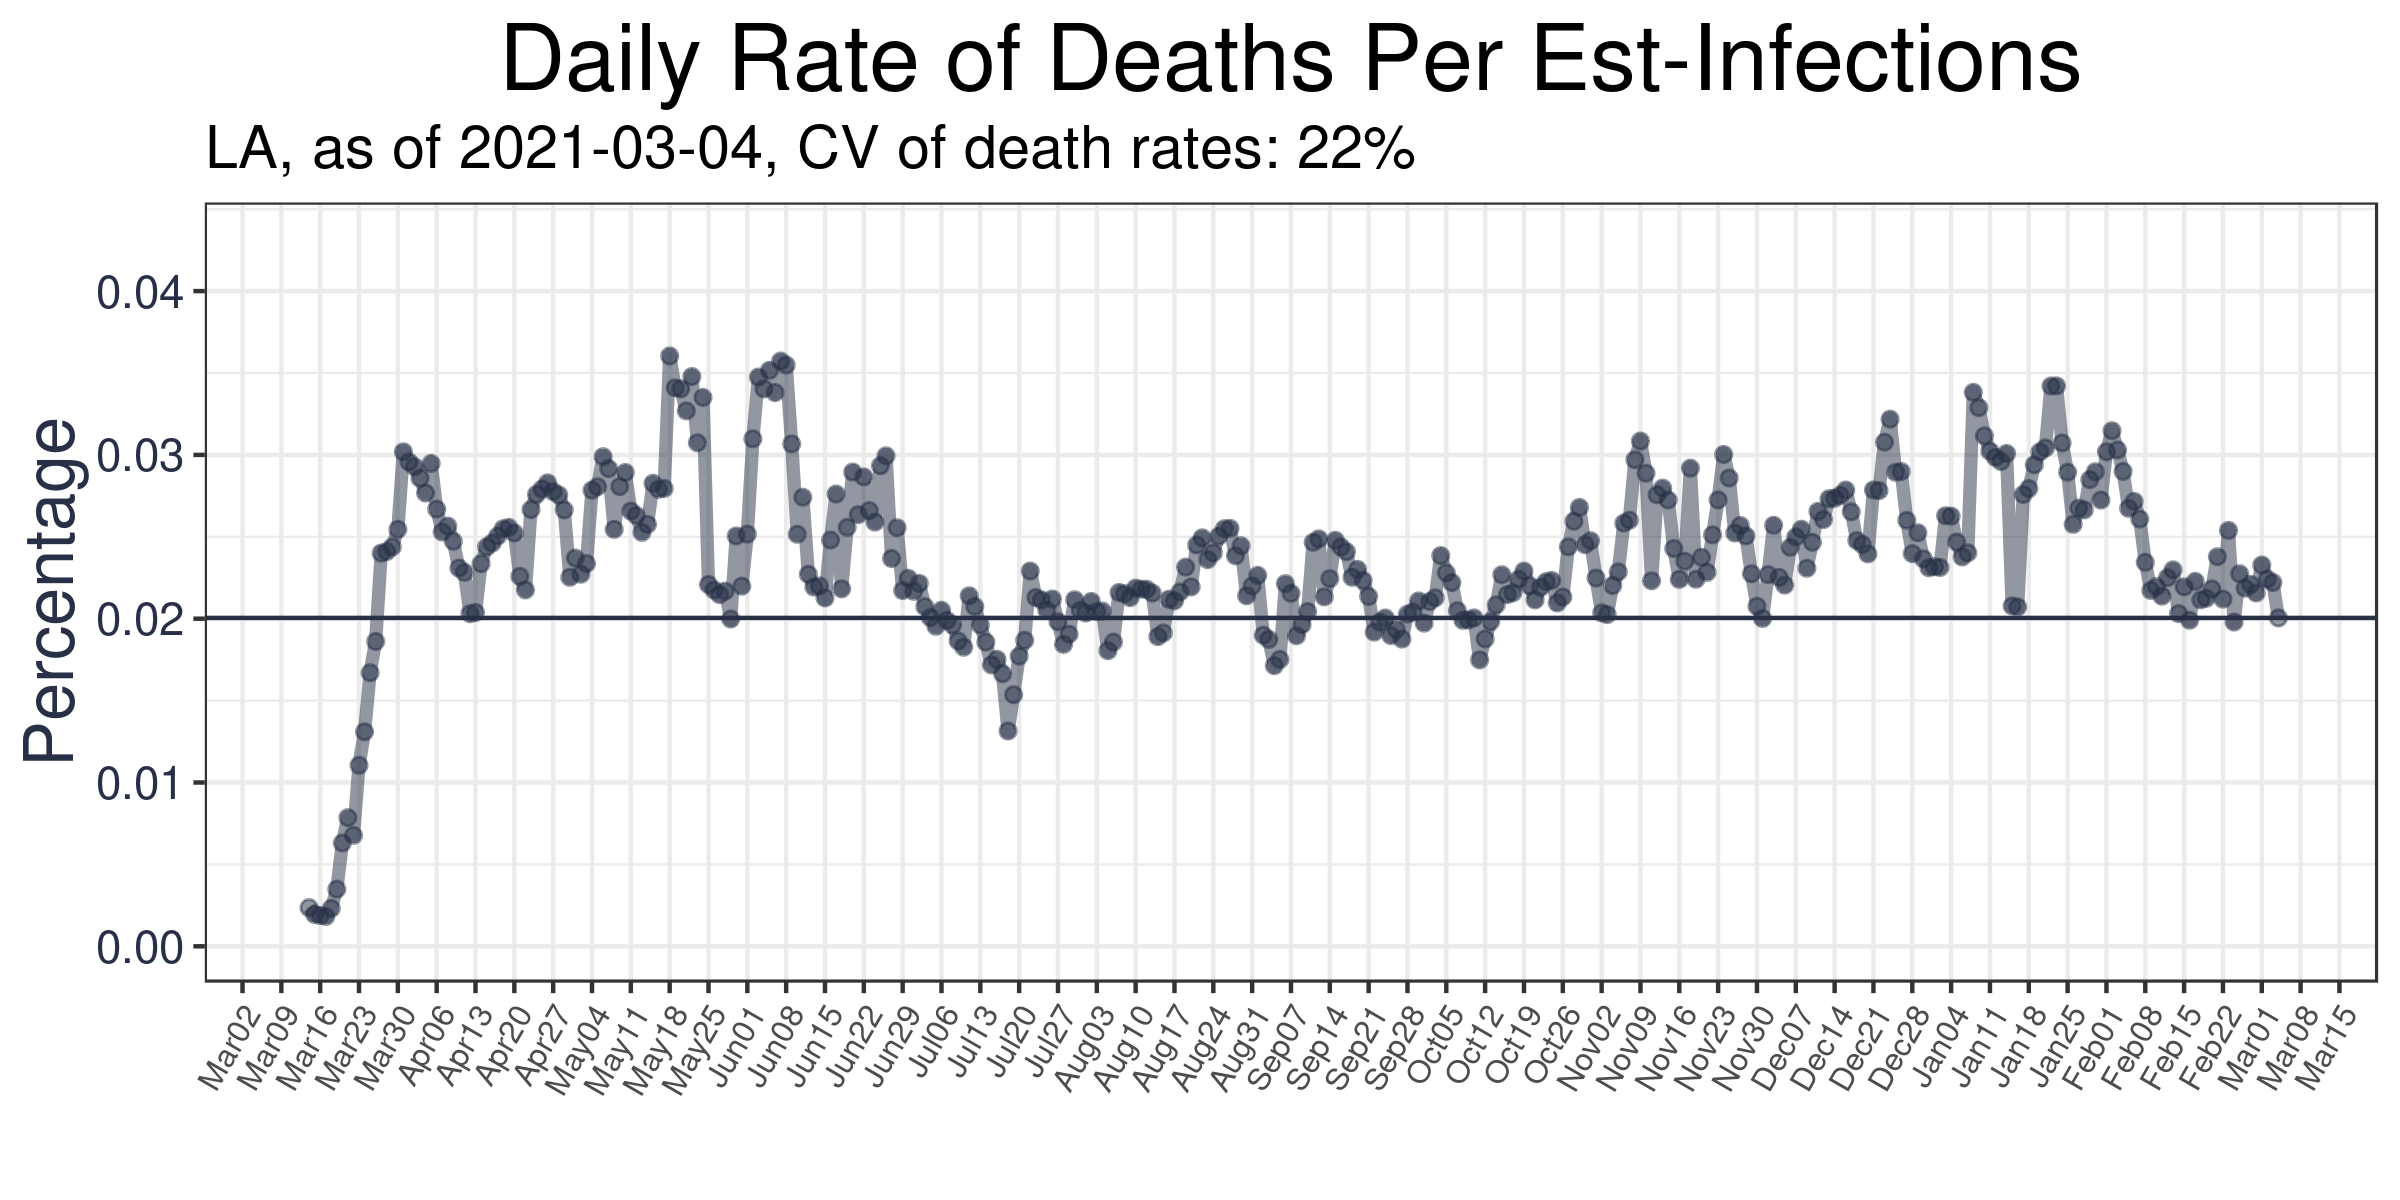 Daily Rate of Deaths Per Est-Infections
LA, as of 2021-03-04, CV of death rates: 22%
Percentage
0.04
0.03
0.02
0.01
0.00
Mar02
Mar09
Mar16
Mar23
Mar30
Apr06
Apr13
Apr20
Apr27
May04
May11
May18
May25
Jun01
Jun08
Jun15
Jun22
Jun29
Jul06
Jul13
Jul20
Jul27
Aug03
Aug10
Aug17
Aug24
Aug31
Sep07
Sep14
Sep21
Sep28
Oct05
Oct12
Oct19
Oct26
Nov02
Nov09
Nov16
Nov23
Nov30
Dec07
Dec14
Dec21
Dec28
Jan04
Jan11
Jan18
Jan25
Feb01
Feb08
Feb15
Feb22
Mar01
Mar08
Mar15